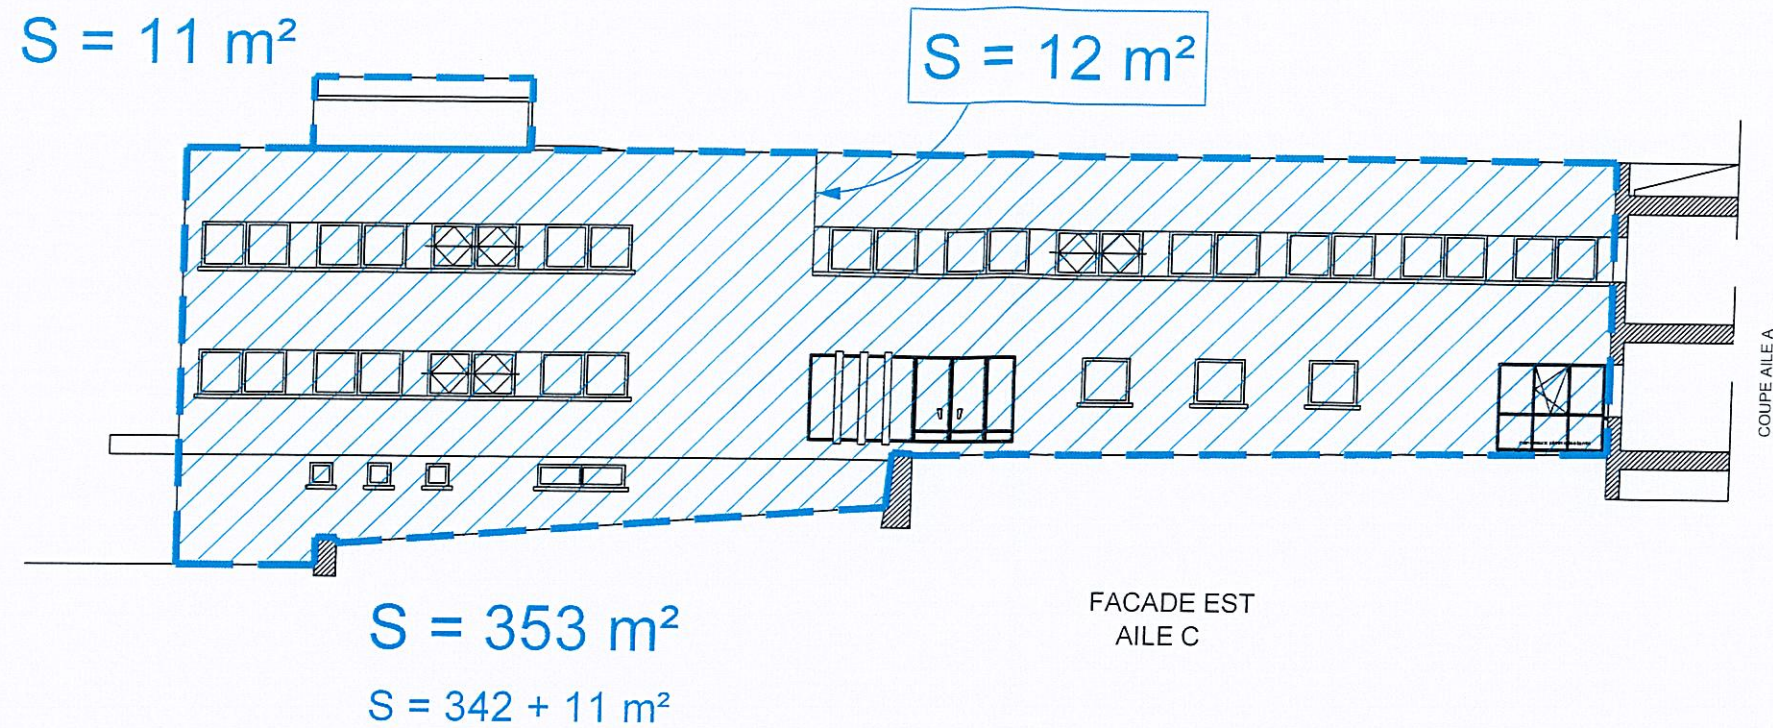 S = 11 m²
S = 12 m²
COUPE AILE A
FACADE EST
AILE C
S = 353 m²
S = 342 + 11 m²